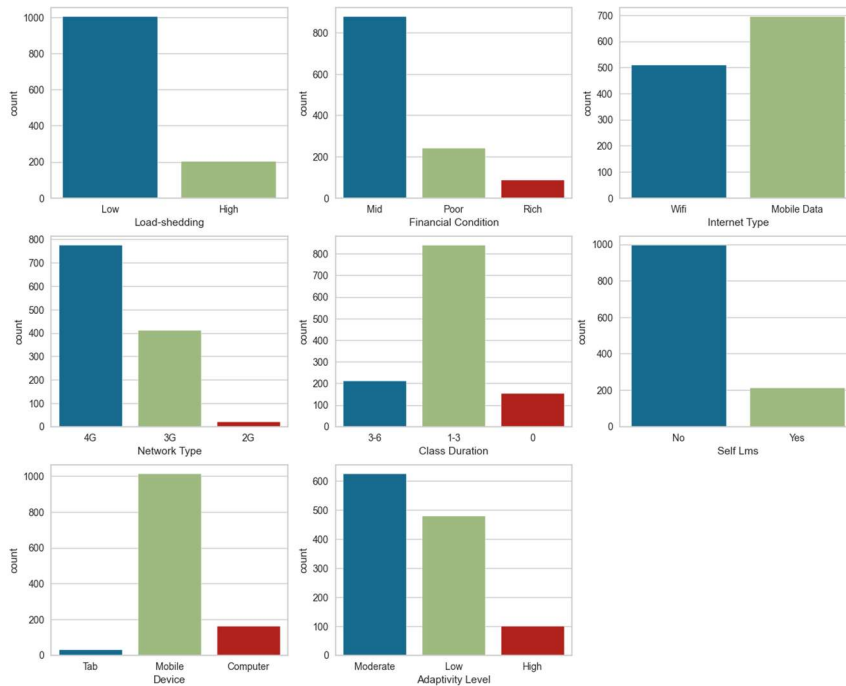 1000
800
600
400
200
0
count
Low High
Load-shedding
800
600
400
200
0
count
Mid Poor Rich
Financial Condition
700
600
500
400
300
200
100
0
count
Wifi Mobile Data
Internet Type
800
700
600
500
400
300
200
100
0
count
4G 3G 2G
Network Type
800
700
600
500
400
300
200
100
0
count
3-6 1-3 0
Class Duration
1000
800
600
400
200
0
count
No Yes
Self Lms
1000
800
600
400
200
0
count
Tab Mobile Computer
Device
600
500
400
300
200
100
0
count
Moderate Low High
Adaptivity Level